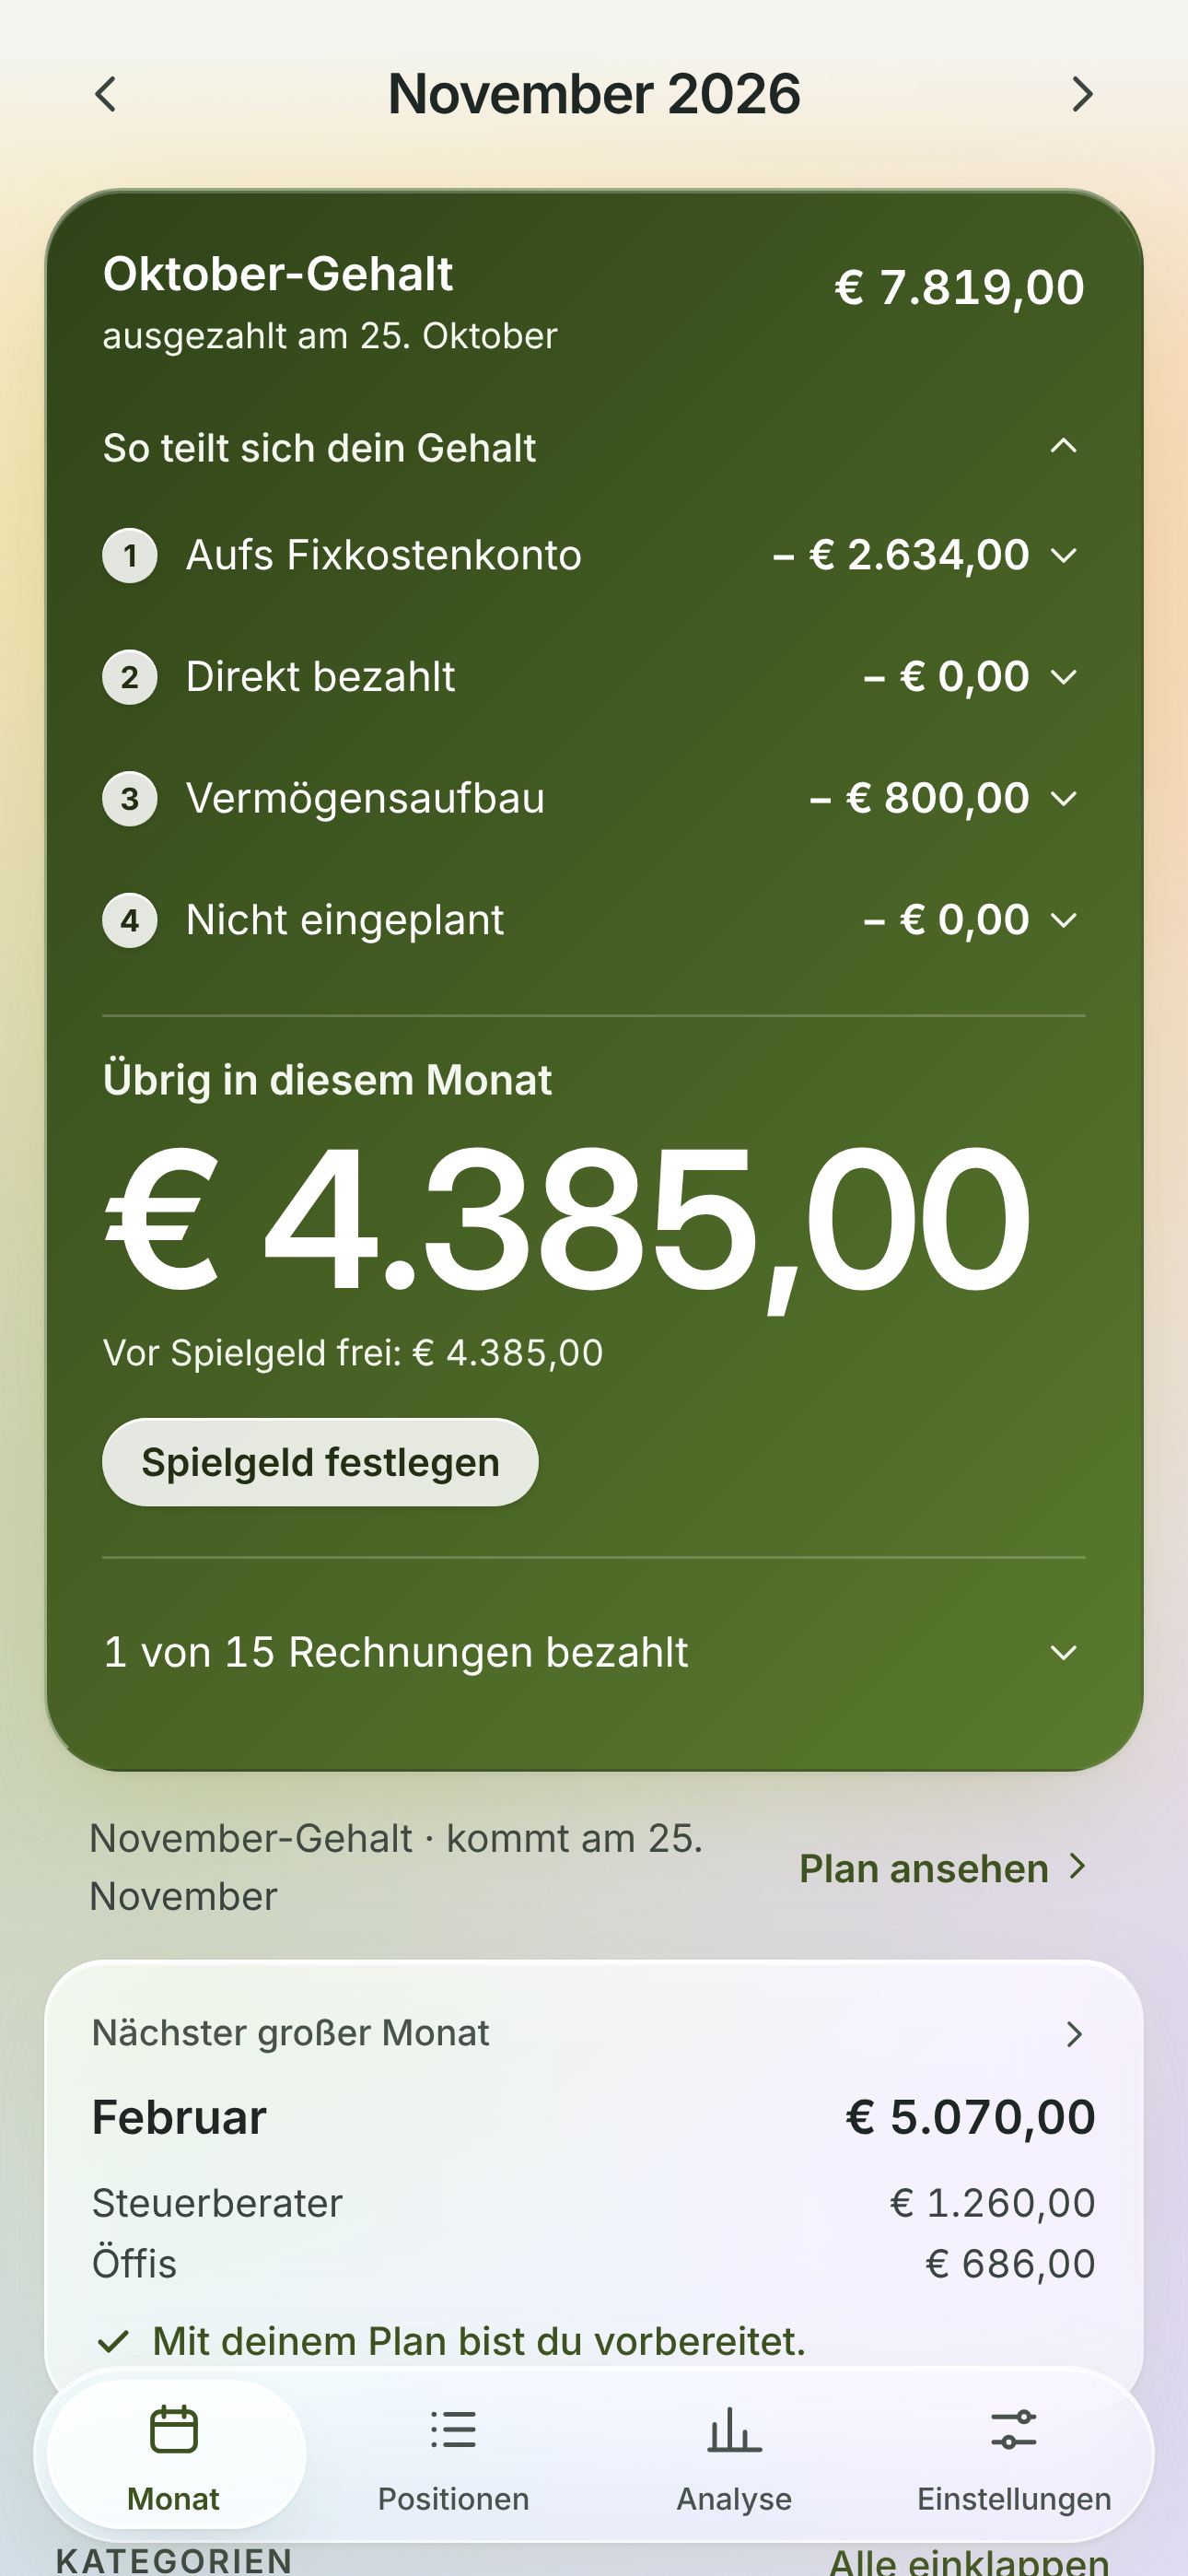 November 2026
Oktober-Gehalt
€ 7.819,00
ausgezahlt am 25. Oktober
So teilt sich dein Gehalt
1 Aufs Fixkostenkonto – € 2.634,00
2 Direkt bezahlt – € 0,00
3 Vermögensaufbau – € 800,00
4 Nicht eingeplant – € 0,00
Übrig in diesem Monat
€ 4.385,00
Vor Spielgeld frei: € 4.385,00
Spielgeld festlegen
1 von 15 Rechnungen bezahlt
November-Gehalt · kommt am 25.
November
Plan ansehen
Nächster großer Monat
Februar € 5.070,00
Steuerberater € 1.260,00
Öffis € 686,00
Mit deinem Plan bist du vorbereitet.
Monat Positionen Analyse Einstellungen
KATEGORIEN Alle einklappen